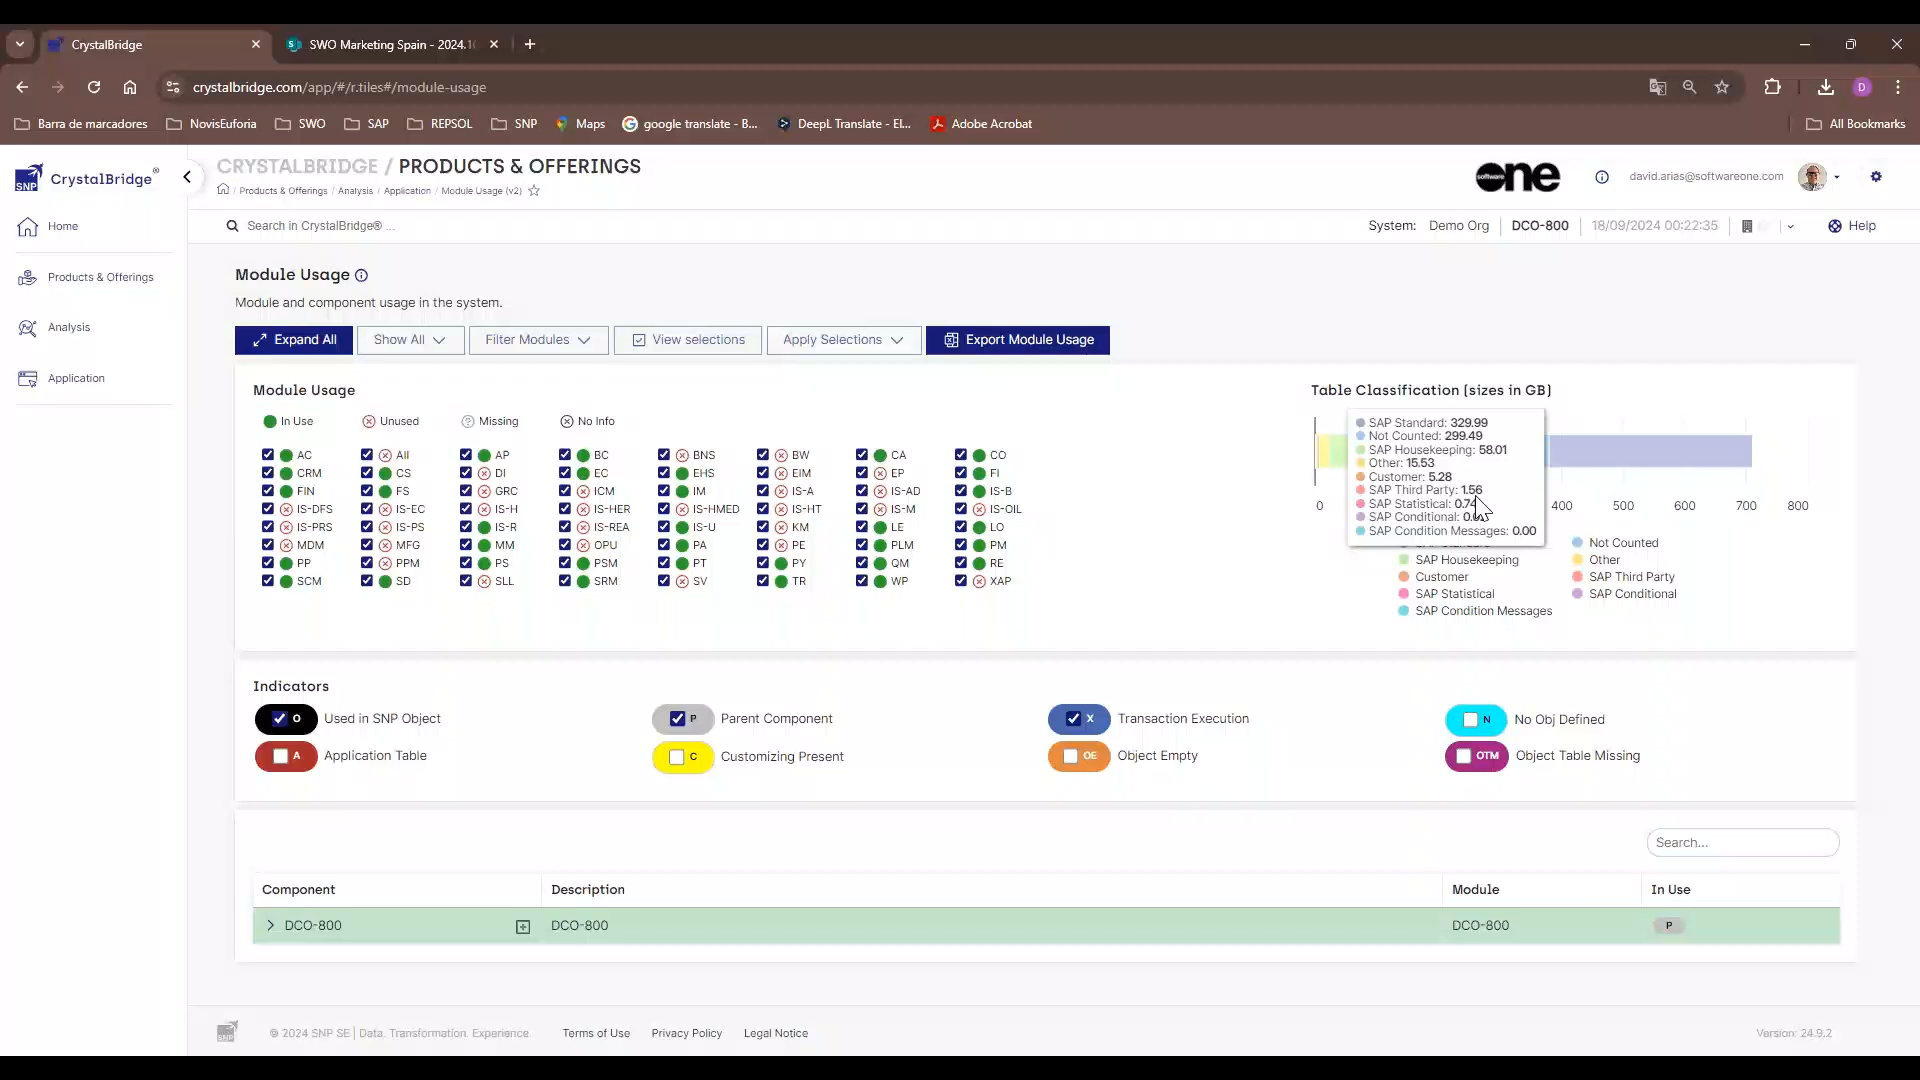 CrystalBridge
SWO Marketing Spain - 2024.1
crystalbridge.com/app/#/r.tiles#/module-usage
D
Barra de marcadores
NovisEuforia
SWO
SAP
REPSOL
SNP
Maps
google translate - B...
DeepL Translate - El...
Adobe Acrobat
All Bookmarks
SNP CrystalBridge®
CRYSTALBRIDGE / PRODUCTS & OFFERINGS
/ Products & Offerings / Analysis / Application / Module Usage (v2)
software one
david.arias@softwareone.com
Home
Products & Offerings
Analysis
Application
Search in CrystalBridge® ...
System: Demo Org DCO-800 18/09/2024 00:22:35
Help
Module Usage
Module and component usage in the system.
Expand All
Show All
Filter Modules
View selections
Apply Selections
Export Module Usage
Module Usage
In Use Unused Missing No Info
AC All AP BC BNS BW CA CO
CRM CS DI EC EHS EIM EP FI
FIN FS GRC ICM IM IS-A IS-AD IS-B
IS-DFS IS-EC IS-H IS-HER IS-HMED IS-HT IS-M IS-OIL
IS-PRS IS-PS IS-R IS-REA IS-U KM LE LO
MDM MFG MM OPU PA PE PLM PM
PP PPM PS PSM PT PY QM RE
SCM SD SLL SRM SV TR WP XAP
Table Classification (sizes in GB)
SAP Standard: 329.99
Not Counted: 299.49
SAP Housekeeping: 58.01
Other: 15.53
Customer: 5.28
SAP Third Party: 1.56
SAP Statistical: 0.74
SAP Conditional: 0.
SAP Condition Messages: 0.00
0 400 500 600 700 800
Not Counted
SAP Housekeeping Other
Customer SAP Third Party
SAP Statistical SAP Conditional
SAP Condition Messages
Indicators
O Used in SNP Object
P Parent Component
X Transaction Execution
N No Obj Defined
A Application Table
C Customizing Present
OE Object Empty
OTM Object Table Missing
Search...
Component Description Module In Use
DCO-800 DCO-800 DCO-800 P
SNP © 2024 SNP SE | Data. Transformation. Experience. Terms of Use Privacy Policy Legal Notice
Version: 24.9.2